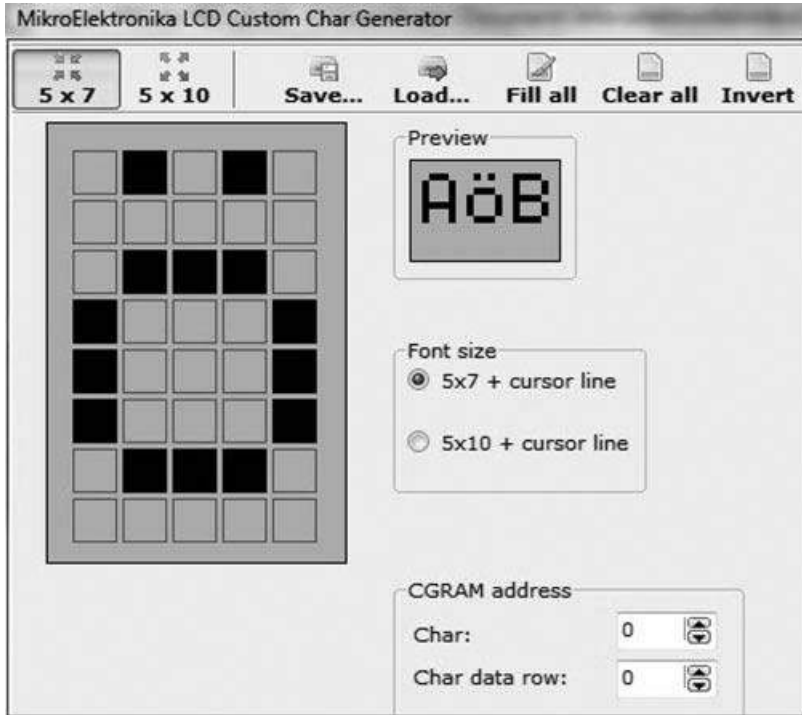 MikroElektronika LCD Custom Char Generator
5 x 7 5 x 10 Save... Load... Fill all Clear all Invert
Preview
AöB
Font size
5x7 + cursor line
5x10 + cursor line
CGRAM address
Char: 0
Char data row: 0